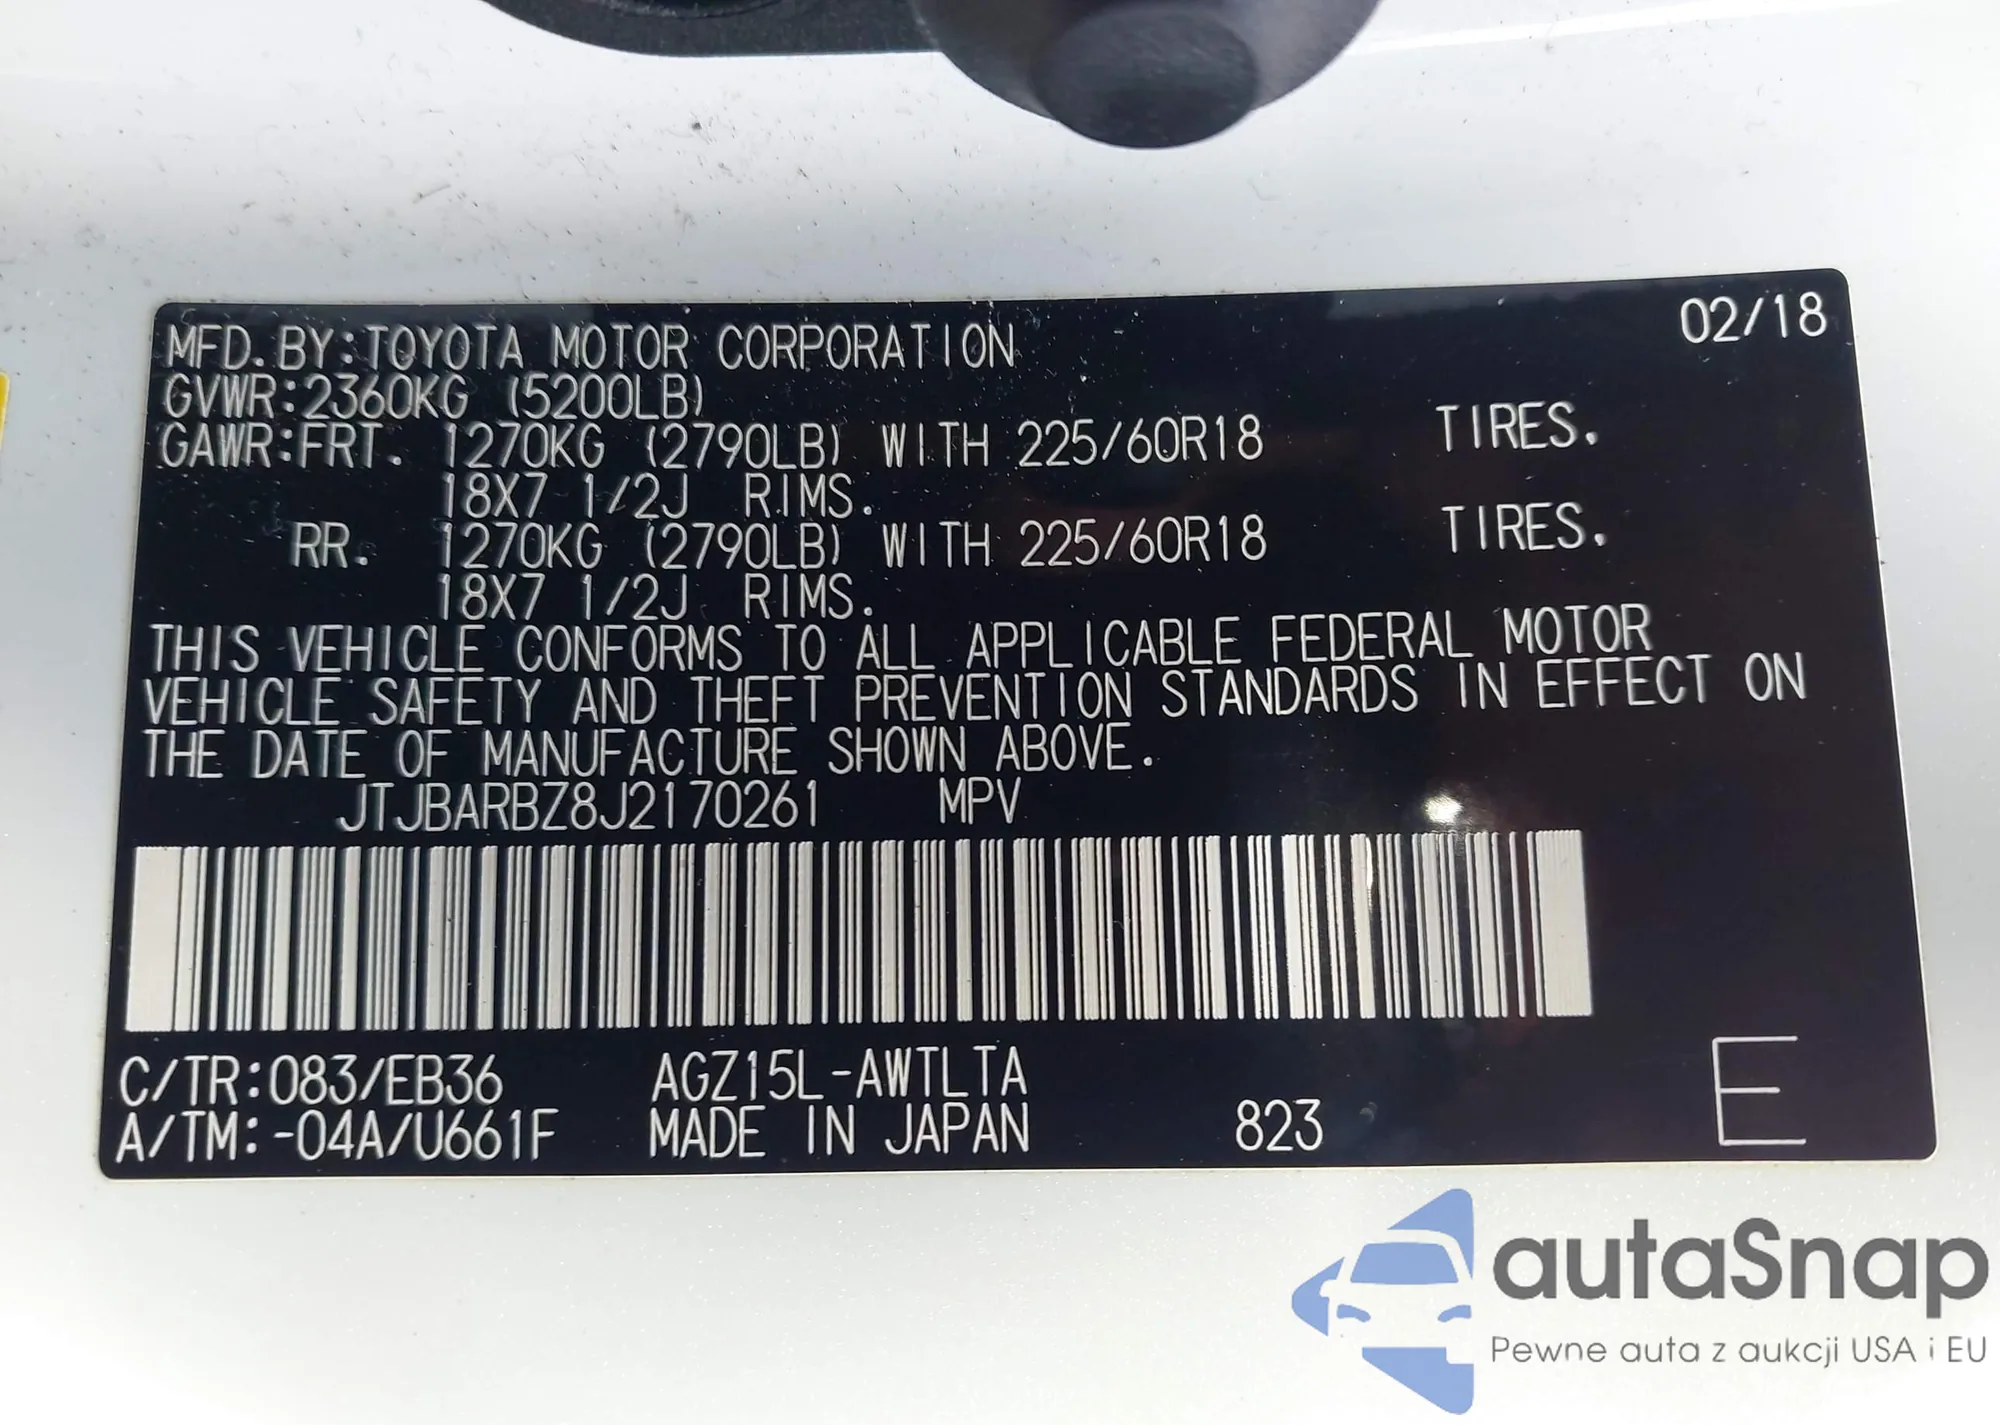 MFD. BY:TOYOTA MOTOR CORPORATION 02/18
GVWR:2360KG (5200LB)
GAWR:FRT. 1270KG (2790LB) WITH 225/60R18 TIRES.
18X7 1/2J RIMS.
RR. 1270KG (2790LB) WITH 225/60R18 TIRES.
18X7 1/2J RIMS.
THIS VEHICLE CONFORMS TO ALL APPLICABLE FEDERAL MOTOR
VEHICLE SAFETY AND THEFT PREVENTION STANDARDS IN EFFECT ON
THE DATE OF MANUFACTURE SHOWN ABOVE.
JTJBARBZ8J2170261 MPV
C/TR:083/EB36 AGZ15L-AWTLTA
A/TM:-04A/U661F MADE IN JAPAN 823 E
autaSnap
Pewne auta z aukcji USA i EU